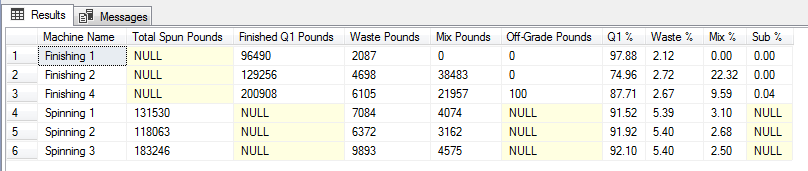 Results Messages
Machine Name Total Spun Pounds Finished Q1 Pounds Waste Pounds Mix Pounds Off-Grade Pounds Q1 % Waste % Mix % Sub %
1 Finishing 1 NULL 96490 2087 0 0 97.88 2.12 0.00 0.00
2 Finishing 2 NULL 129256 4698 38483 0 74.96 2.72 22.32 0.00
3 Finishing 4 NULL 200908 6105 21957 100 87.71 2.67 9.59 0.04
4 Spinning 1 131530 NULL 7084 4074 NULL 91.52 5.39 3.10 NULL
5 Spinning 2 118063 NULL 6372 3162 NULL 91.92 5.40 2.68 NULL
6 Spinning 3 183246 NULL 9893 4575 NULL 92.10 5.40 2.50 NULL